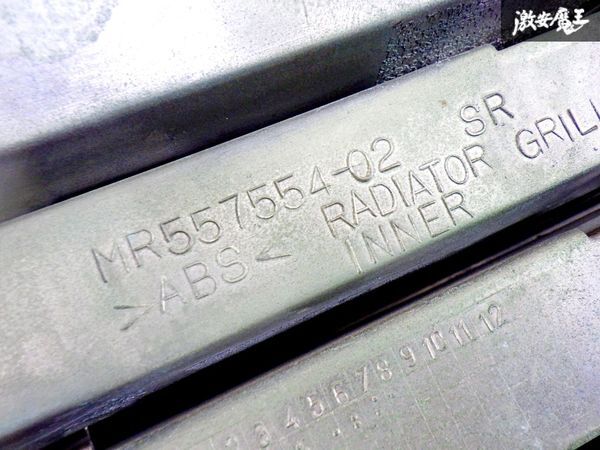 激安魔王
MR557554-02 SR
>ABS< RADIATOR GRILL
INNER
2 3 4 5 6 7 8 9 10 11 12